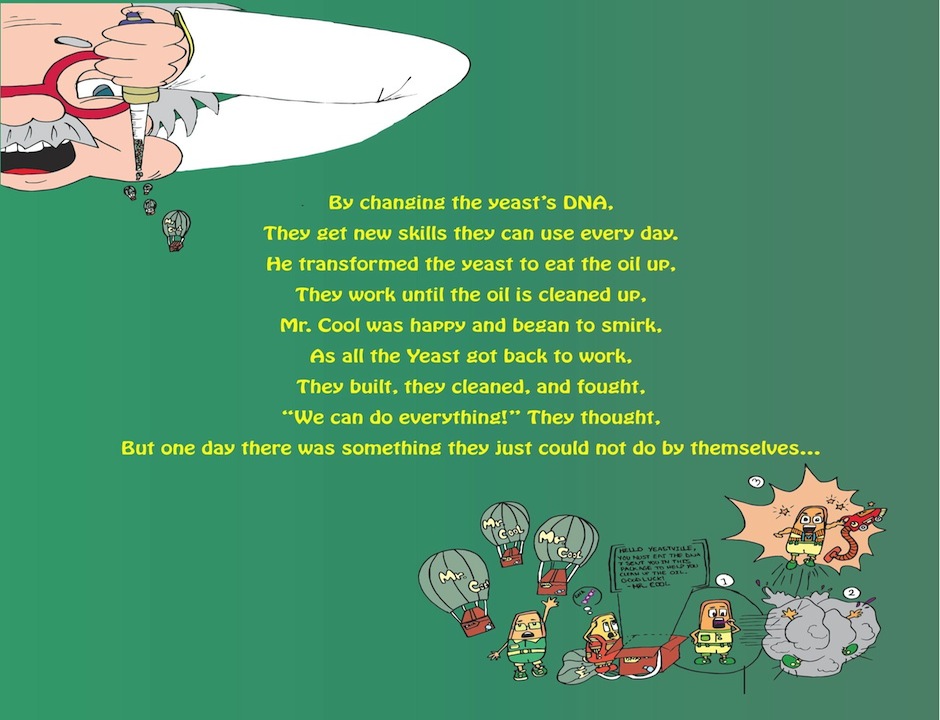 By changing the yeast's DNA,
They get new skills they can use every day.
He transformed the yeast to eat the oil up,
They work until the oil is cleaned up,
Mr. Cool was happy and began to smirk,
As all the Yeast got back to work,
They built, they cleaned, and fought,
"We can do everything!" They thought,
But one day there was something they just could not do by themselves...
3
Mr. Cool
Mr. Cool
Mr.
HELLO YEASTVILLE,
YOU MUST EAT THE DNA
I SENT YOU IN THIS
PACKAGE TO HELP YOU
CLEAN UP THE OIL.
GOOD LUCK!
- MR. COOL
1
2